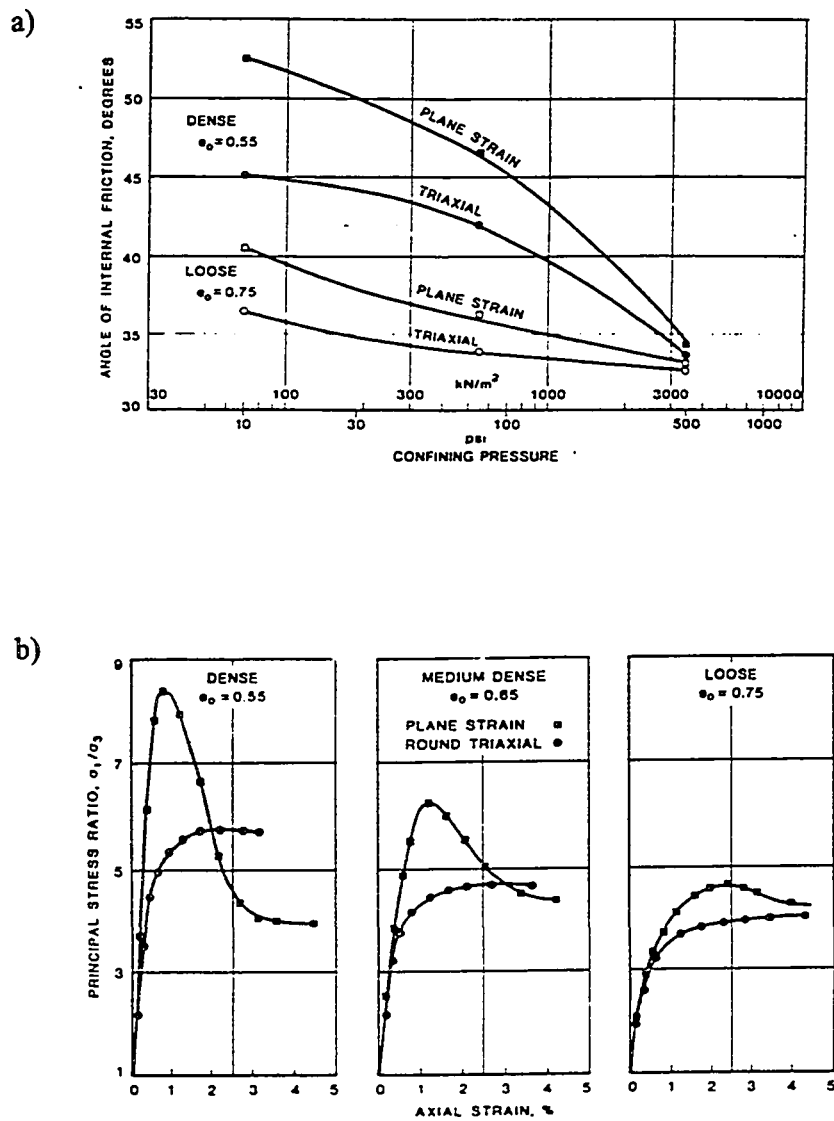 a)
55
50
45
40
35
30
ANGLE OF INTERNAL FRICTION, DEGREES
DENSE
e₀ = 0.55
PLANE STRAIN
TRIAXIAL
LOOSE
e₀ = 0.75
PLANE STRAIN
TRIAXIAL
kN/m²
30 100 300 1000 3000 10000
10 30 100 500 1000
psi
CONFINING PRESSURE
b)
9
7
5
3
1
PRINCIPAL STRESS RATIO, σ₁/σ₃
DENSE
e₀ = 0.55
MEDIUM DENSE
e₀ = 0.65
PLANE STRAIN
ROUND TRIAXIAL
LOOSE
e₀ = 0.75
0 1 2 3 4 5
0 1 2 3 4 5
0 1 2 3 4 5
AXIAL STRAIN, %